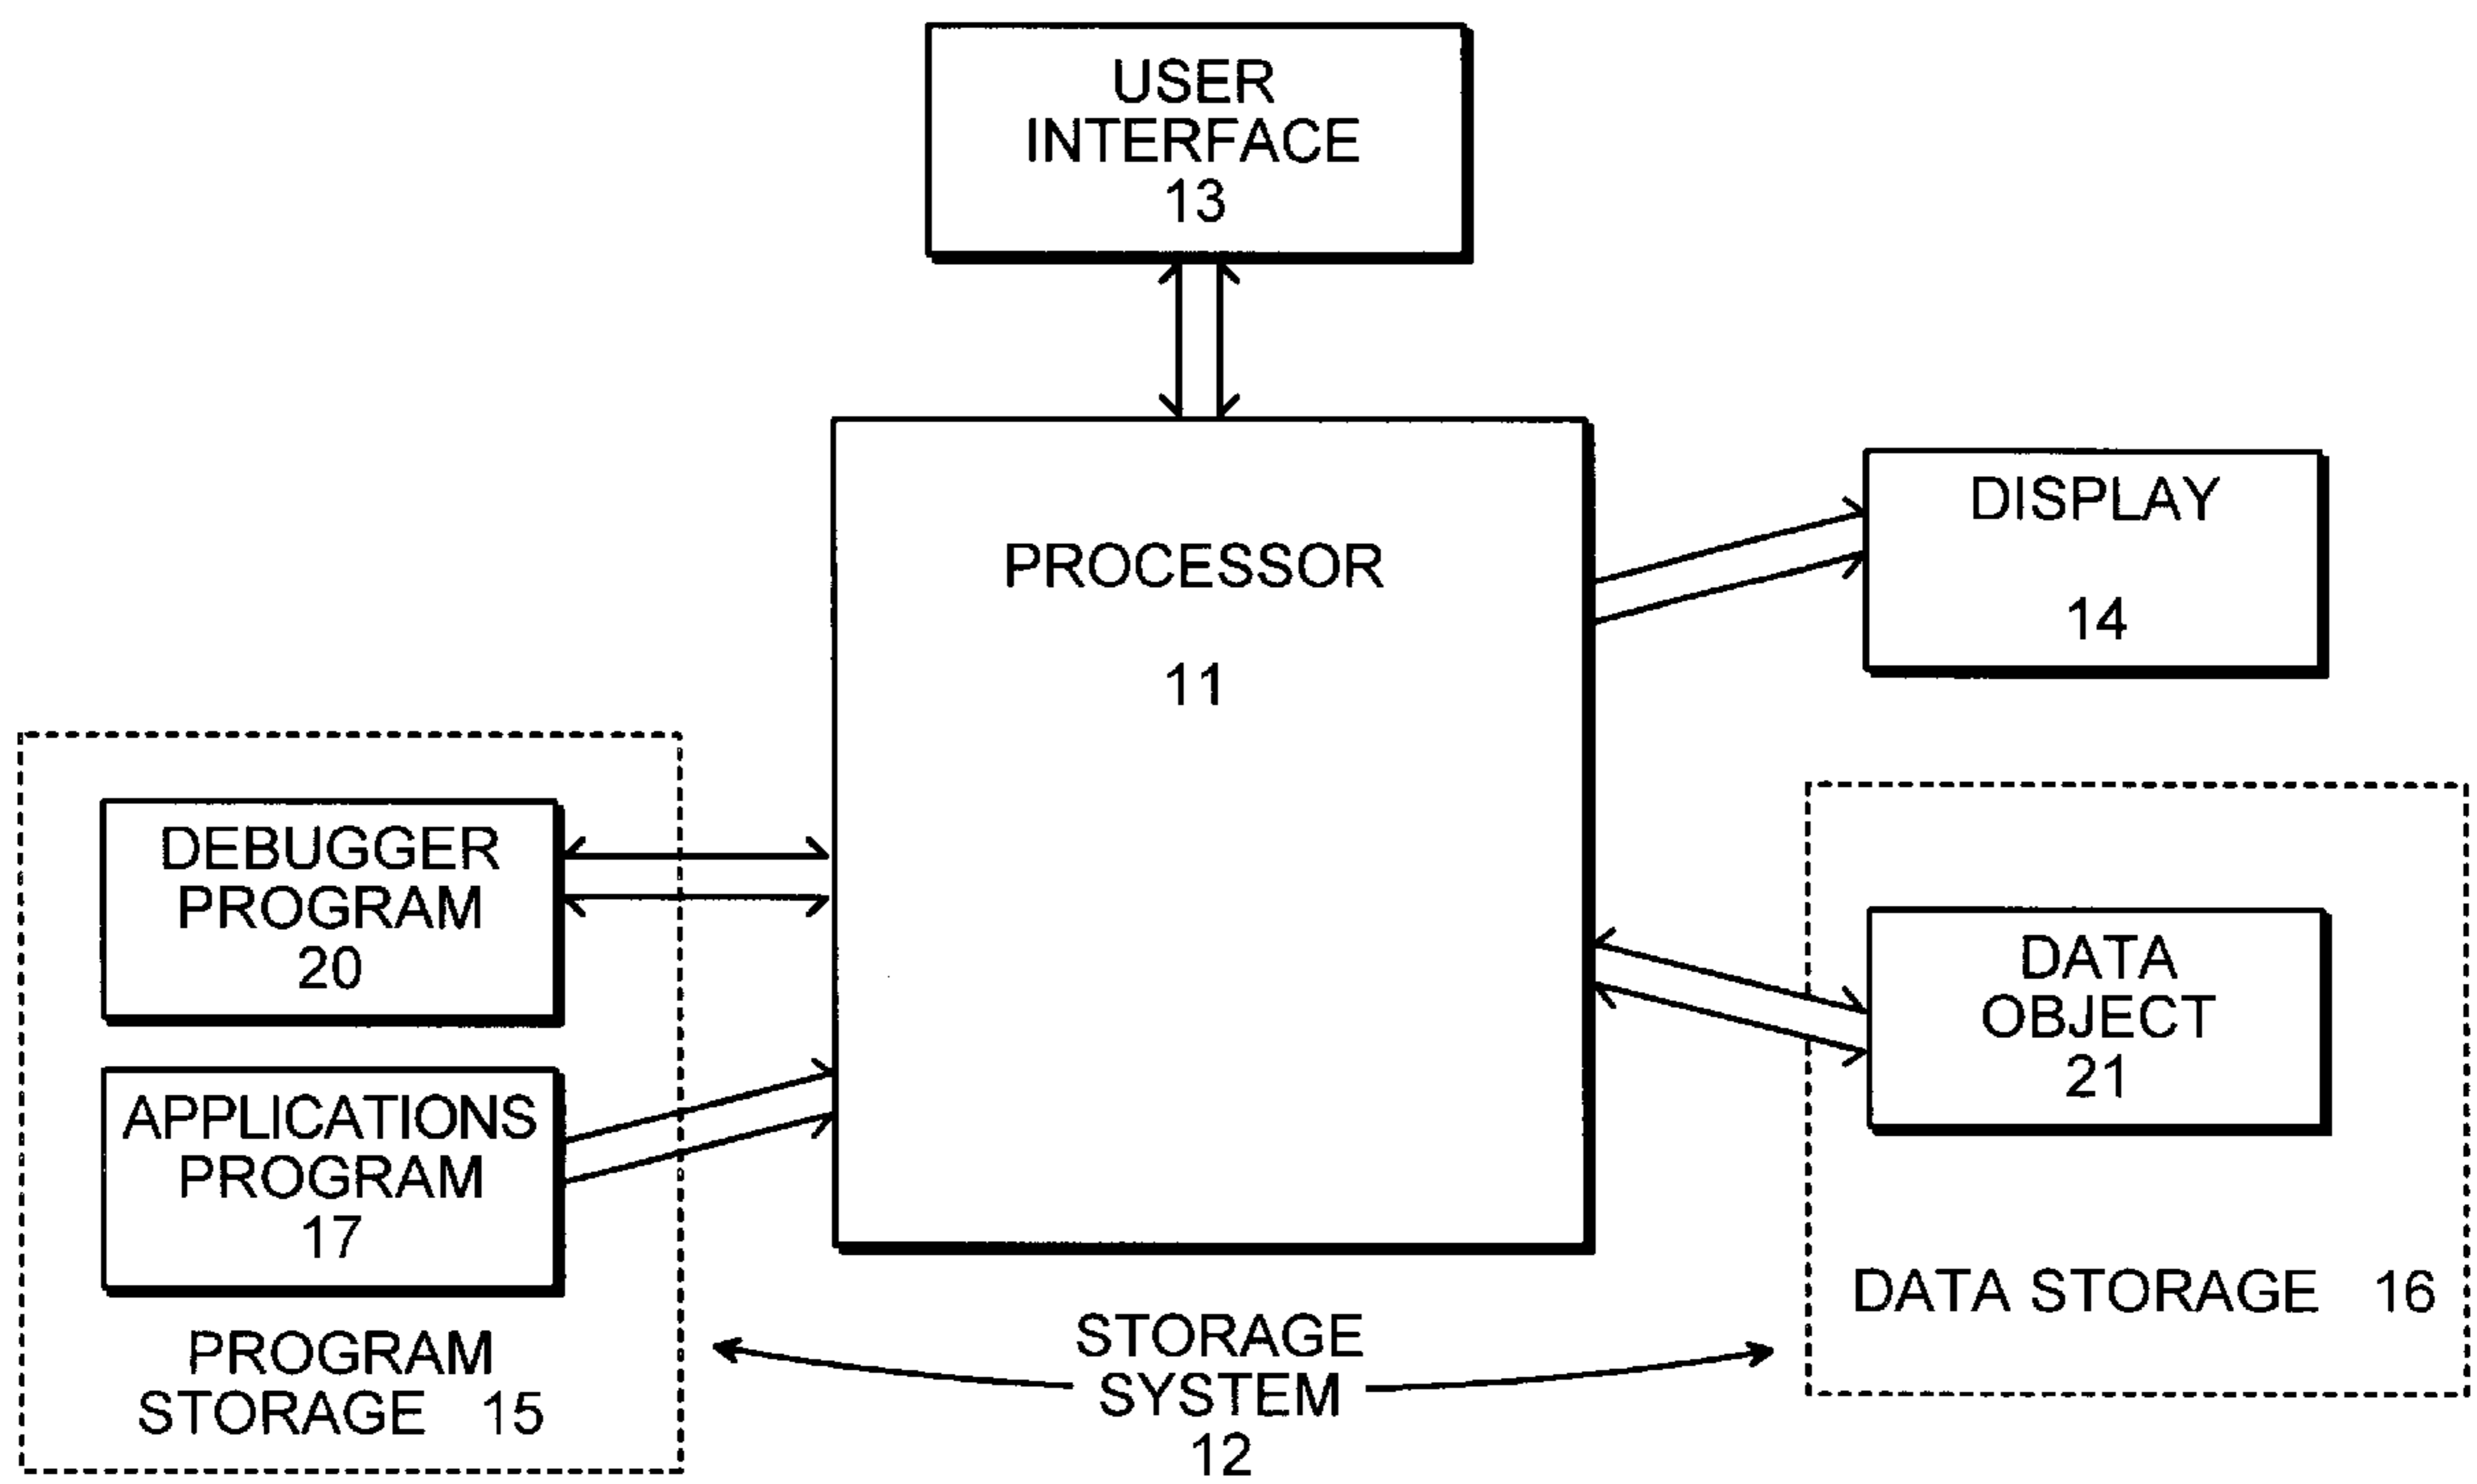 USER
INTERFACE
13
PROCESSOR
11
DISPLAY
14
DEBUGGER
PROGRAM
20
APPLICATIONS
PROGRAM
17
PROGRAM
STORAGE 15
STORAGE
SYSTEM
12
DATA
OBJECT
21
DATA STORAGE 16